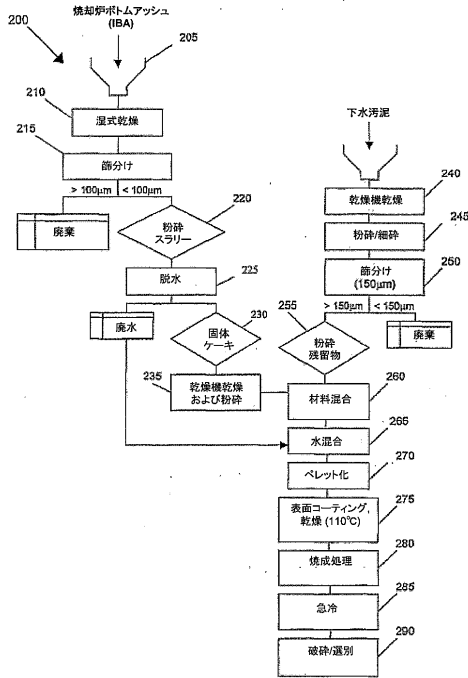 焼却炉ボトムアッシュ
(IBA)
200
205
210
湿式乾燥
215
篩分け
> 100μm
< 100μm
廃棄
220
粉砕
スラリー
脱水
225
廃水
230
固体
ケーキ
235
乾燥機乾燥
および粉砕
下水汚泥
240
乾燥機乾燥
245
粉砕/細砕
250
篩分け
(150μm)
> 150μm
< 150μm
255
粉砕
残留物
廃棄
260
材料混合
265
水混合
270
ペレット化
275
表面コーティング,
乾燥 (110℃)
280
焼成処理
285
急冷
290
破砕/選別